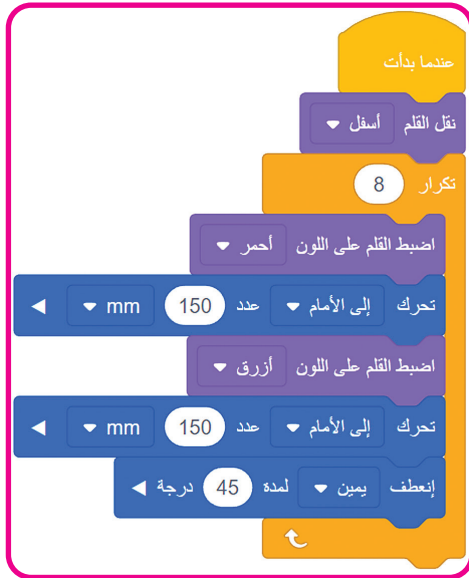 عندما بدأت
نقل القلم أسفل
تكرار 8
اضبط القلم على اللون أحمر
تحرك إلى الأمام عدد 150 mm
اضبط القلم على اللون أزرق
تحرك إلى الأمام عدد 150 mm
إنعطف يمين لمدة 45 درجة